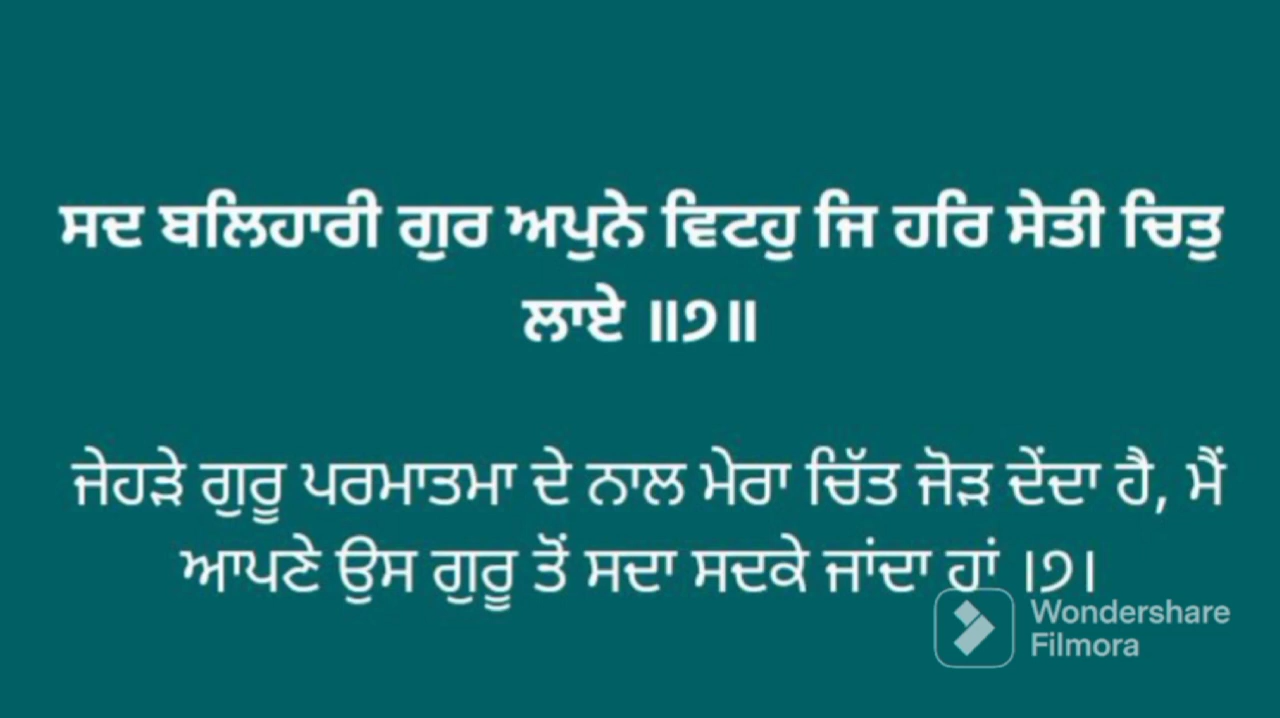 ਸਦ ਬਲਿਹਾਰੀ ਗੁਰ ਅਪੁਨੇ ਵਿਟਹੁ ਜਿ ਹਰਿ ਸੇਤੀ ਚਿਤੁ
ਲਾਏ ॥੭॥
ਜੇਹੜੇ ਗੁਰੂ ਪਰਮਾਤਮਾ ਦੇ ਨਾਲ ਮੇਰਾ ਚਿੱਤ ਜੋੜ ਦੇਂਦਾ ਹੈ, ਮੈਂ
ਆਪਣੇ ਉਸ ਗੁਰੂ ਤੋਂ ਸਦਾ ਸਦਕੇ ਜਾਂਦਾ ਹਾਂ ।੭।
Wondershare
Filmora